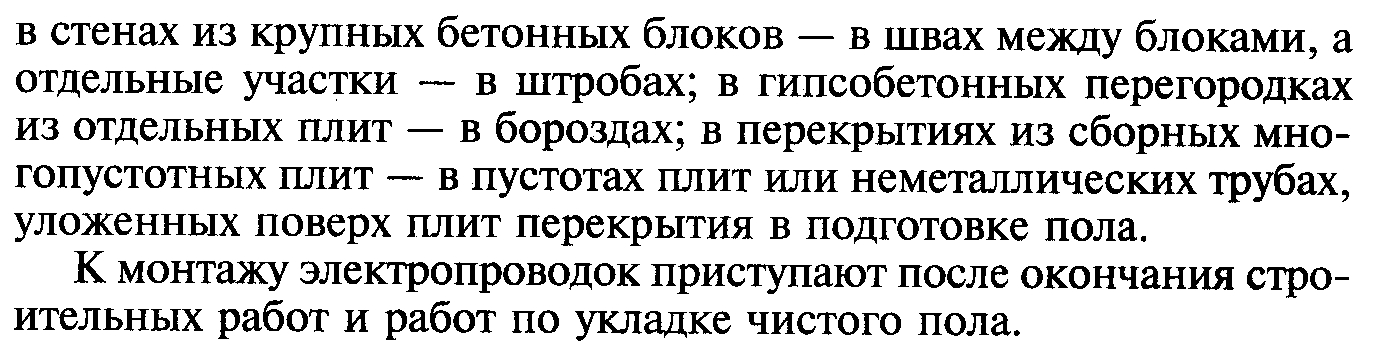 в стенах из крупных бетонных блоков — в швах между блоками, а
отдельные участки — в штробах; в гипсобетонных перегородках
из отдельных плит — в бороздах; в перекрытиях из сборных мно-
гопустотных плит — в пустотах плит или неметаллических трубах,
уложенных поверх плит перекрытия в подготовке пола.
К монтажу электропроводок приступают после окончания стро-
ительных работ и работ по укладке чистого пола.